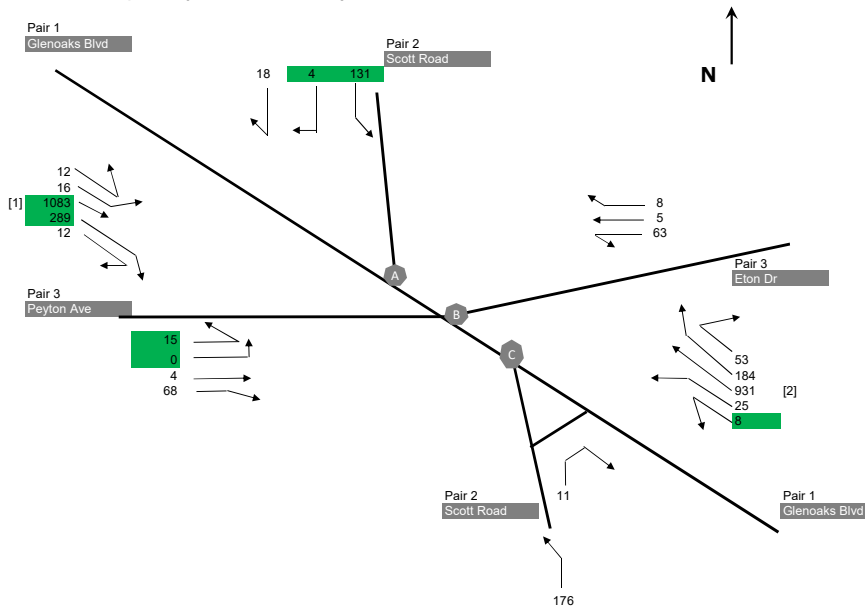 Pair 1
Glenoaks Blvd
Pair 2
Scott Road
18 4 131
N
12
16
[1] 1083
289
12
8
5
63
A
Pair 3
Eton Dr
Pair 3
Peyton Ave
B
C
15
0
4
68
53
184
931 [2]
25
8
Pair 2
Scott Road
11
Pair 1
Glenoaks Blvd
176